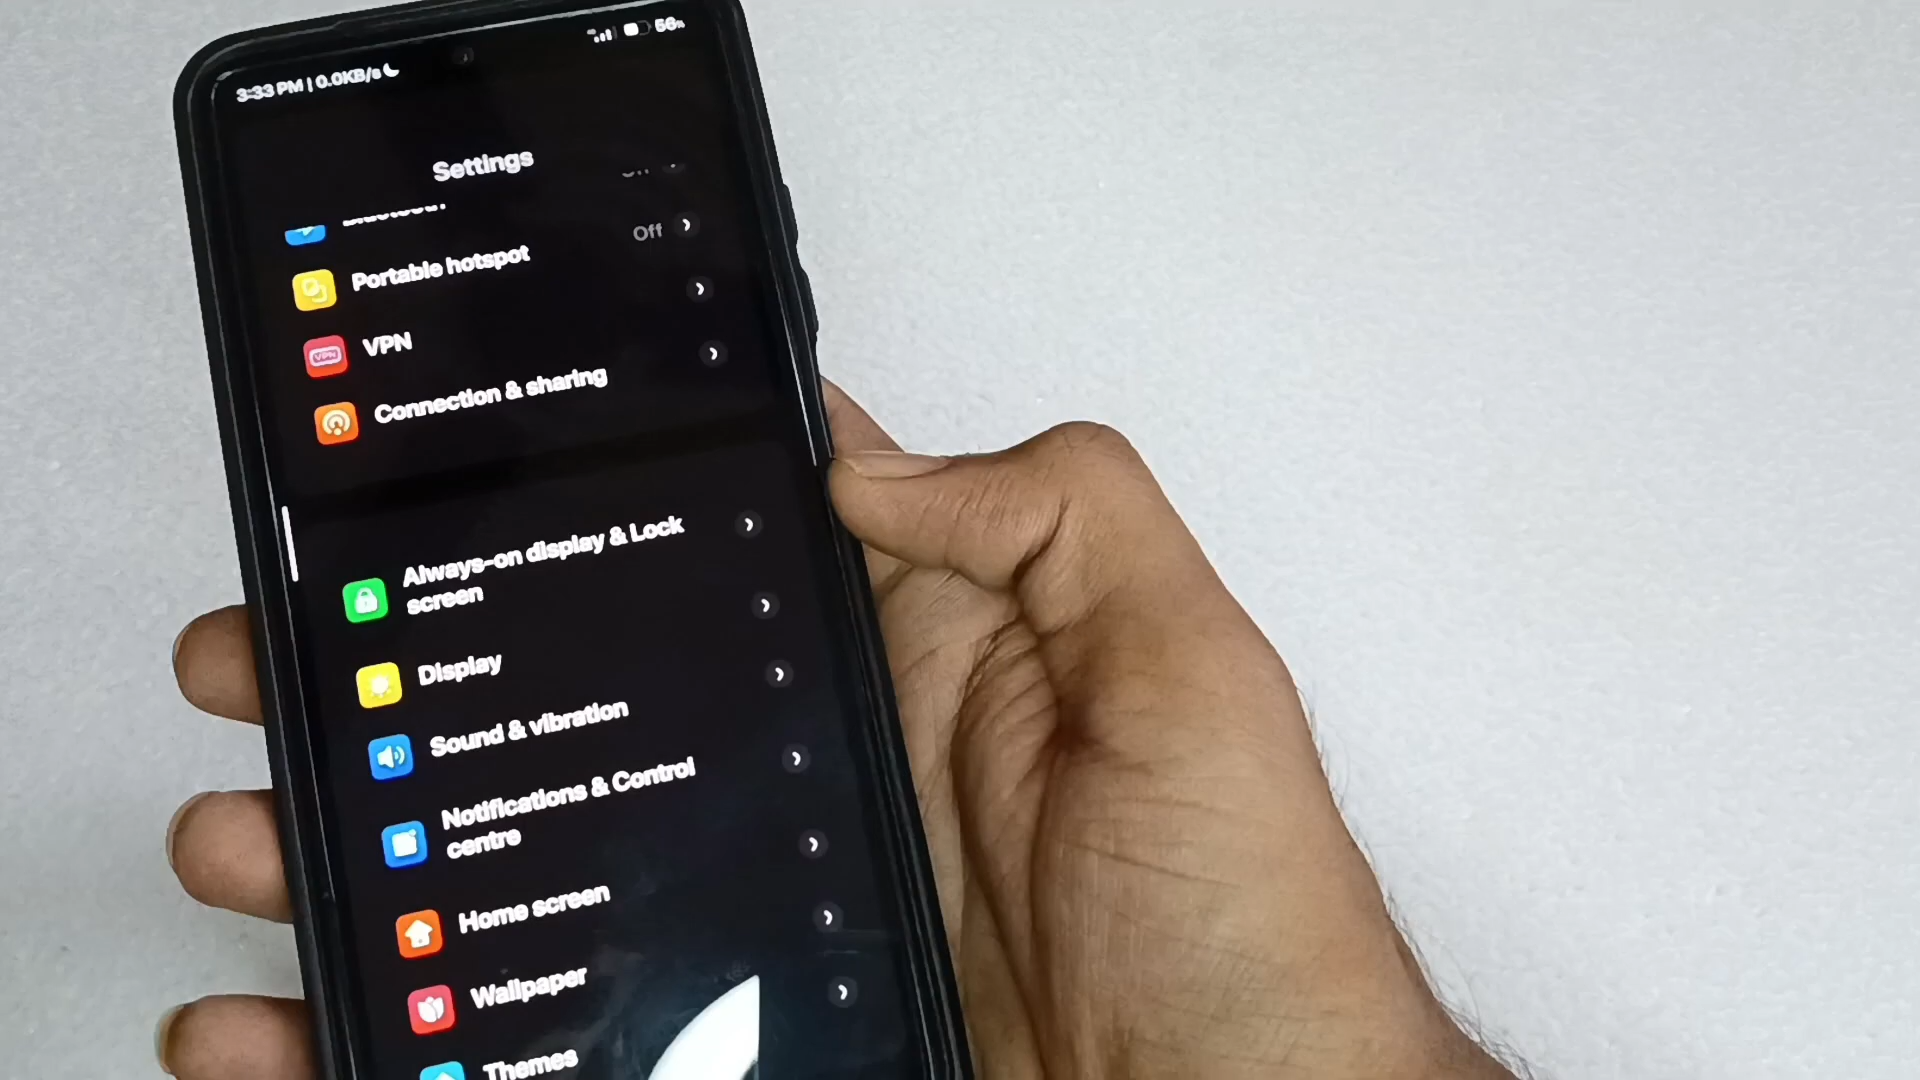 3:33 PM | 0.0KB/s
56%
Settings
Portable hotspot
Off
VPN
Connection & sharing
Always-on display & Lock
screen
Display
Sound & vibration
Notifications & Control
centre
Home screen
Wallpaper
Themes